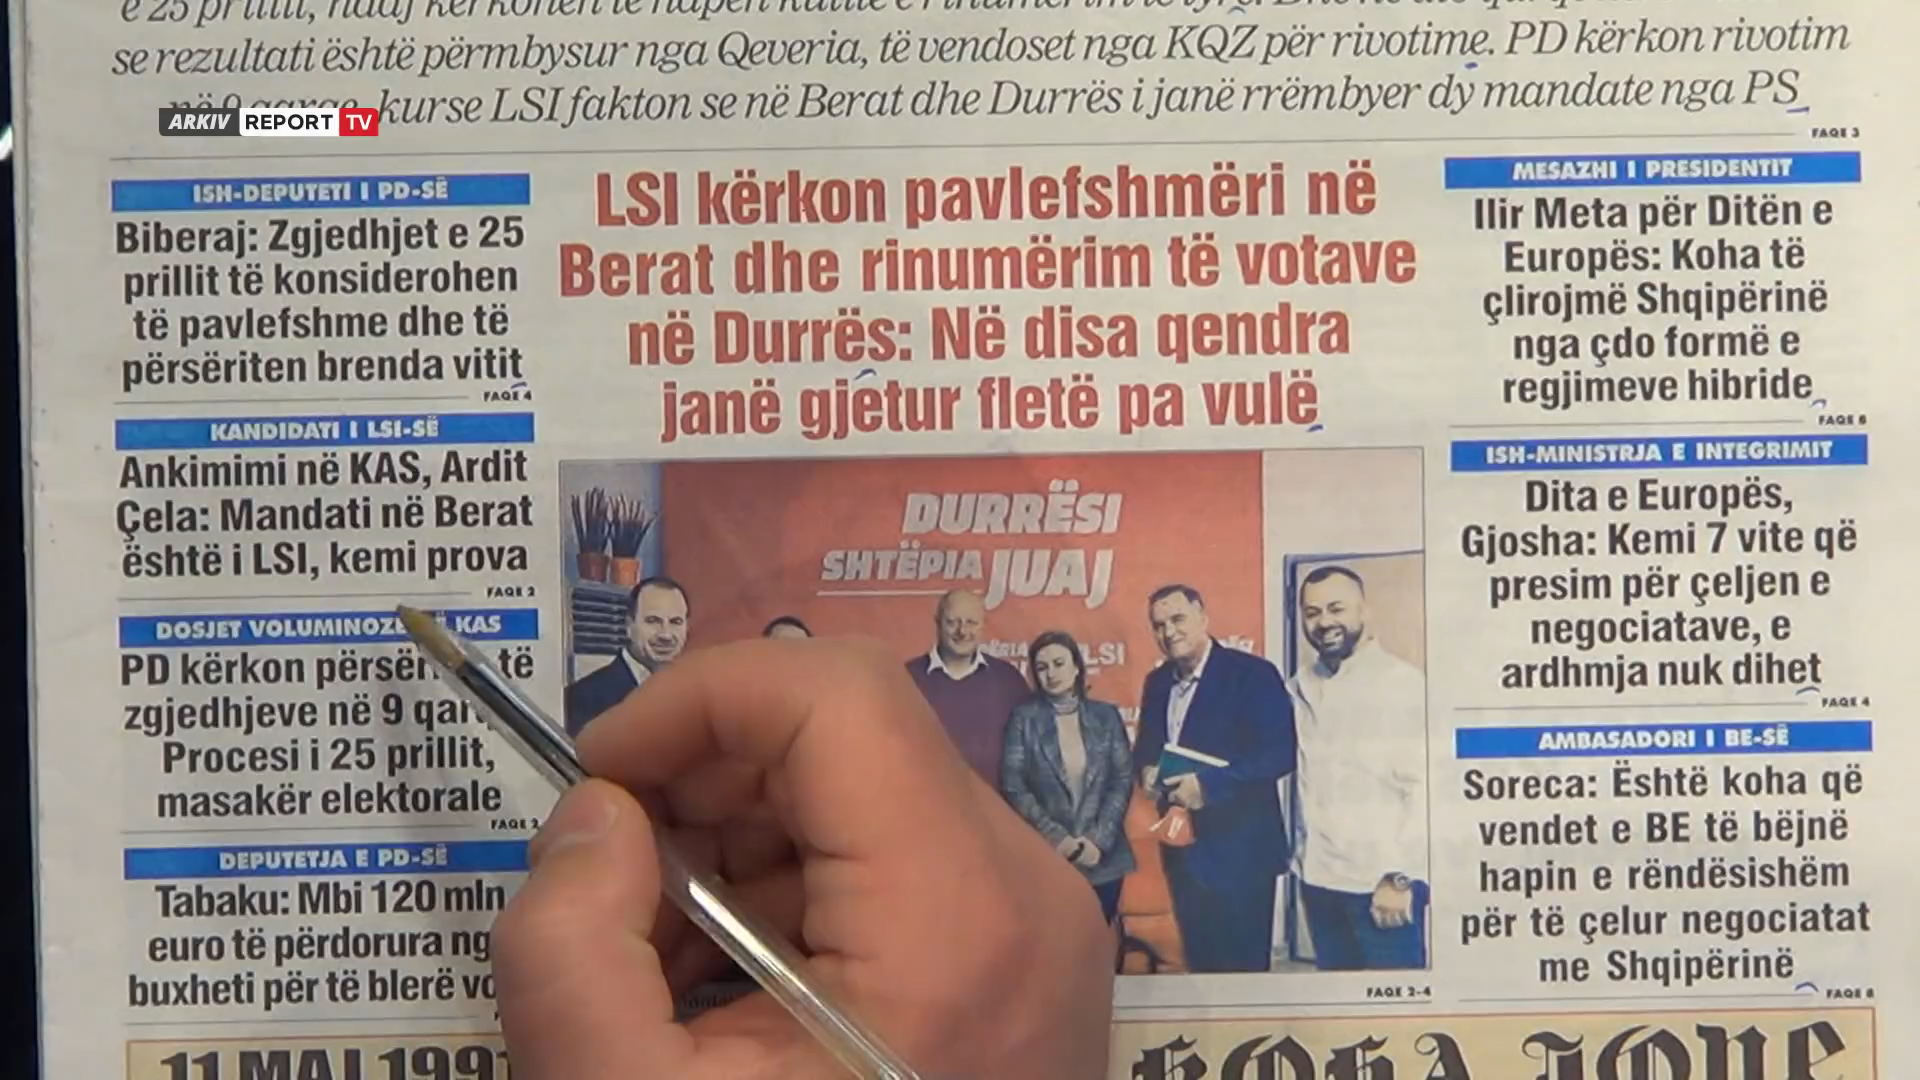 se rezultati është përmbysur nga Qeveria, të vendoset nga KQZ për rivotime. PD kërkon rivotim
kurse LSI fakton se në Berat dhe Durrës i janë rrëmbyer dy mandate nga PS
ARKIV REPORT TV
FAQE 3
ISH-DEPUTETI I PD-SË
Biberaj: Zgjedhjet e 25
prillit të konsiderohen
të pavlefshme dhe të
përsëriten brenda vitit
FAQE 4
KANDIDATI I LSI-SË
Ankimimi në KAS, Ardit
Çela: Mandati në Berat
është i LSI, kemi prova
FAQE 2
DOSJET VOLUMINOZE KAS
PD kërkon të
zgjedhjeve në 9
Procesi i 25 prillit,
masakër elektorale
FAQE 2
DEPUTETJA E PD-SË
Tabaku: Mbi 120 mln
euro të përdorura
buxheti për të blerë
LSI kërkon pavlefshmëri në
Berat dhe rinumërim të votave
në Durrës: Në disa qendra
janë gjetur fletë pa vulë
DURRËSI
SHTËPIA JUAJ
LSI
FAQE 2-4
MESAZHI I PRESIDENTIT
Ilir Meta për Ditën e
Europës: Koha të
çlirojmë Shqipërinë
nga çdo formë e
regjimeve hibride
FAQE 6
ISH-MINISTRJA E INTEGRIMIT
Dita e Europës,
Gjosha: Kemi 7 vite që
presim për çeljen e
negociatave, e
ardhmja nuk dihet
FAQE 4
AMBASADORI I BE-SË
Soreca: Është koha që
vendet e BE të bëjnë
hapin e rëndësishëm
për të çelur negociatat
me Shqipërinë
FAQE 6
11 MAJ 1991
KOHA JONE